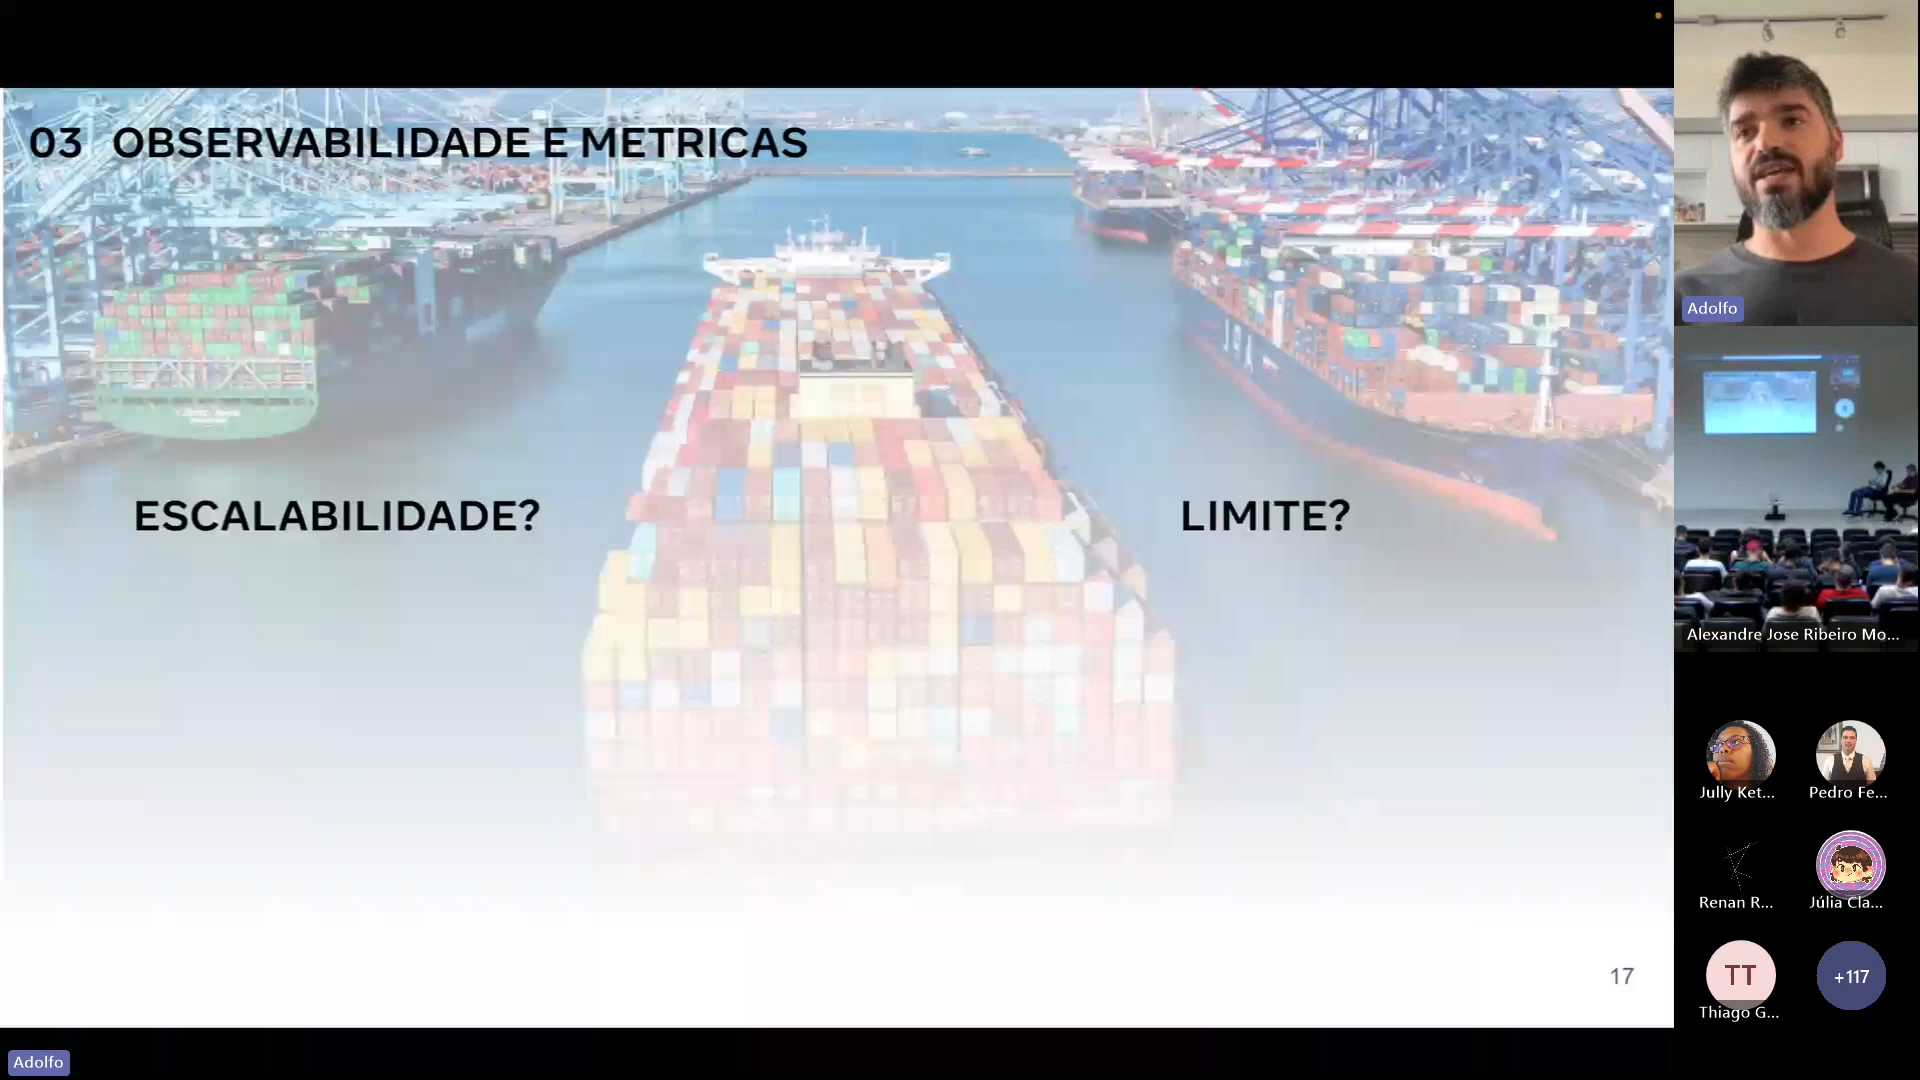 03 OBSERVABILIDADE E METRICAS
ESCALABILIDADE?
LIMITE?
17
Adolfo
Adolfo
Alexandre Jose Ribeiro Mo...
Jully Ket...
Pedro Fe...
Renan R...
Júlia Cla...
TT
Thiago G...
+117